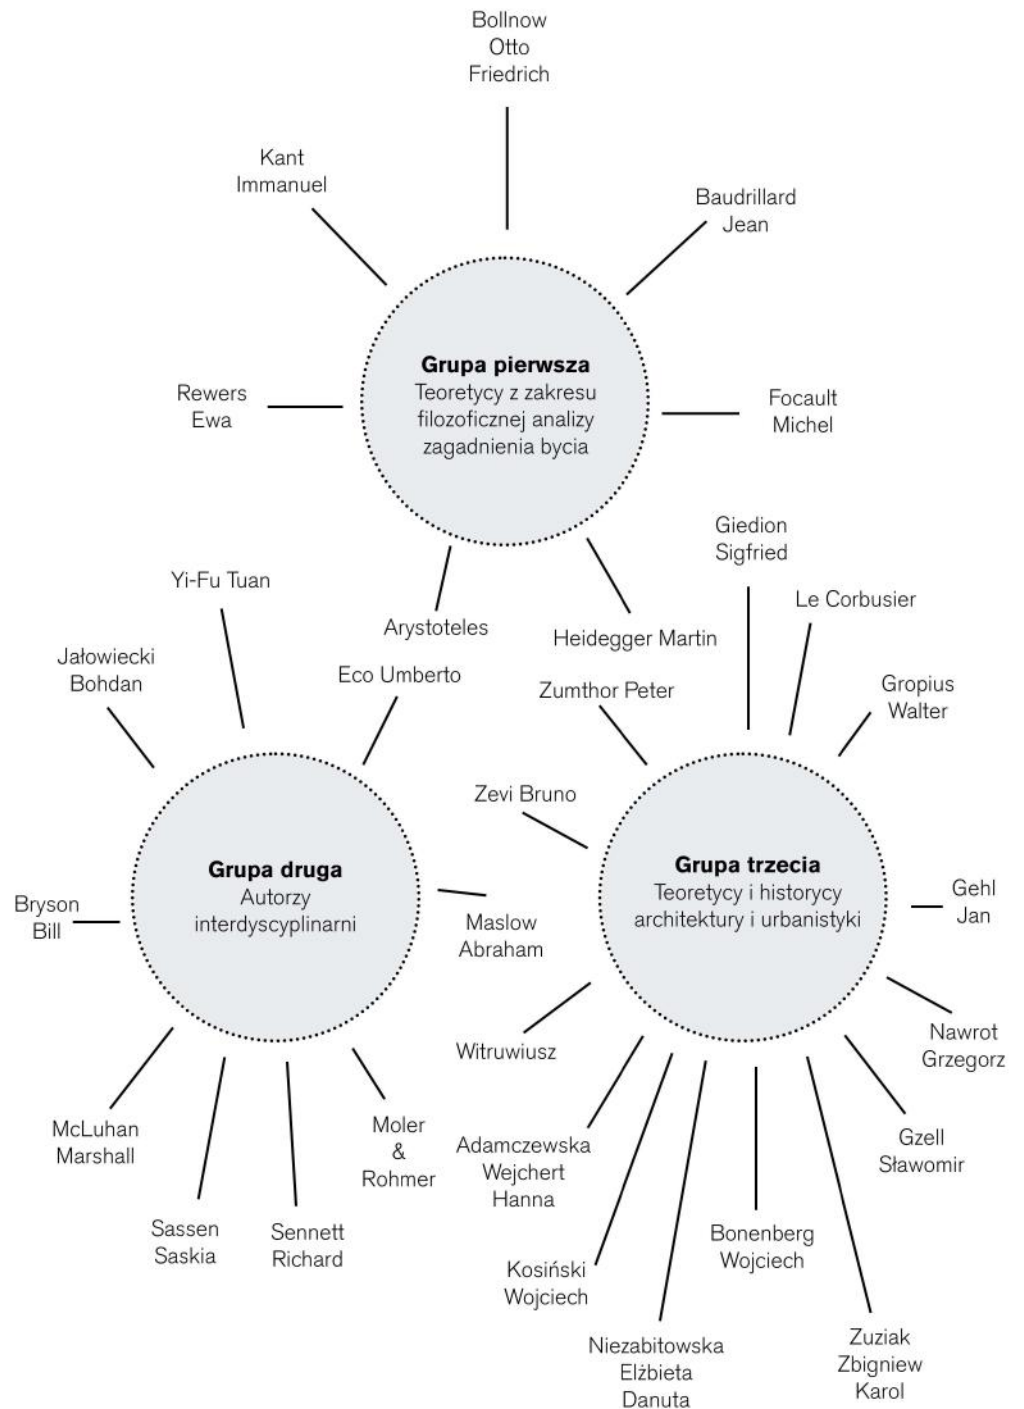 Bollnow
Otto
Friedrich
Kant
Immanuel
Baudrillard
Jean
Grupa pierwsza
Teoretycy z zakresu
filozoficznej analizy
zagadnienia bycia
Rewers
Ewa
Focault
Michel
Arystoteles
Heidegger Martin
Yi-Fu Tuan
Jałowiecki
Bohdan
Eco Umberto
Grupa druga
Autorzy
interdyscyplinarni
Bryson
Bill
Maslow
Abraham
McLuhan
Marshall
Sassen
Saskia
Sennett
Richard
Moler
&
Rohmer
Giedion
Sigfried
Le Corbusier
Zumthor Peter
Gropius
Walter
Zevi Bruno
Grupa trzecia
Teoretycy i historycy
architektury i urbanistyki
Gehl
Jan
Witruwiusz
Nawrot
Grzegorz
Adamczewska
Wejchert
Hanna
Gzell
Sławomir
Kosiński
Wojciech
Bonenberg
Wojciech
Niezabitowska
Elżbieta
Danuta
Zuziak
Zbigniew
Karol